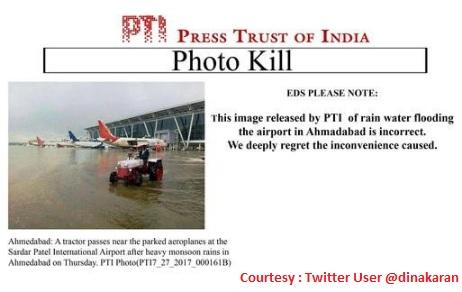 PTI PRESS TRUST OF INDIA
Photo Kill
EDS PLEASE NOTE:
This image released by PTI of rain water flooding
the airport in Ahmadabad is incorrect.
We deeply regret the inconvenience caused.
Ahmedabad: A tractor passes near the parked aeroplanes at the
Sardar Patel International Airport after heavy monsoon rains in
Ahmedabad on Thursday. PTI Photo(PTI7_27_2017_000161B)
Courtesy : Twitter User @dinakaran